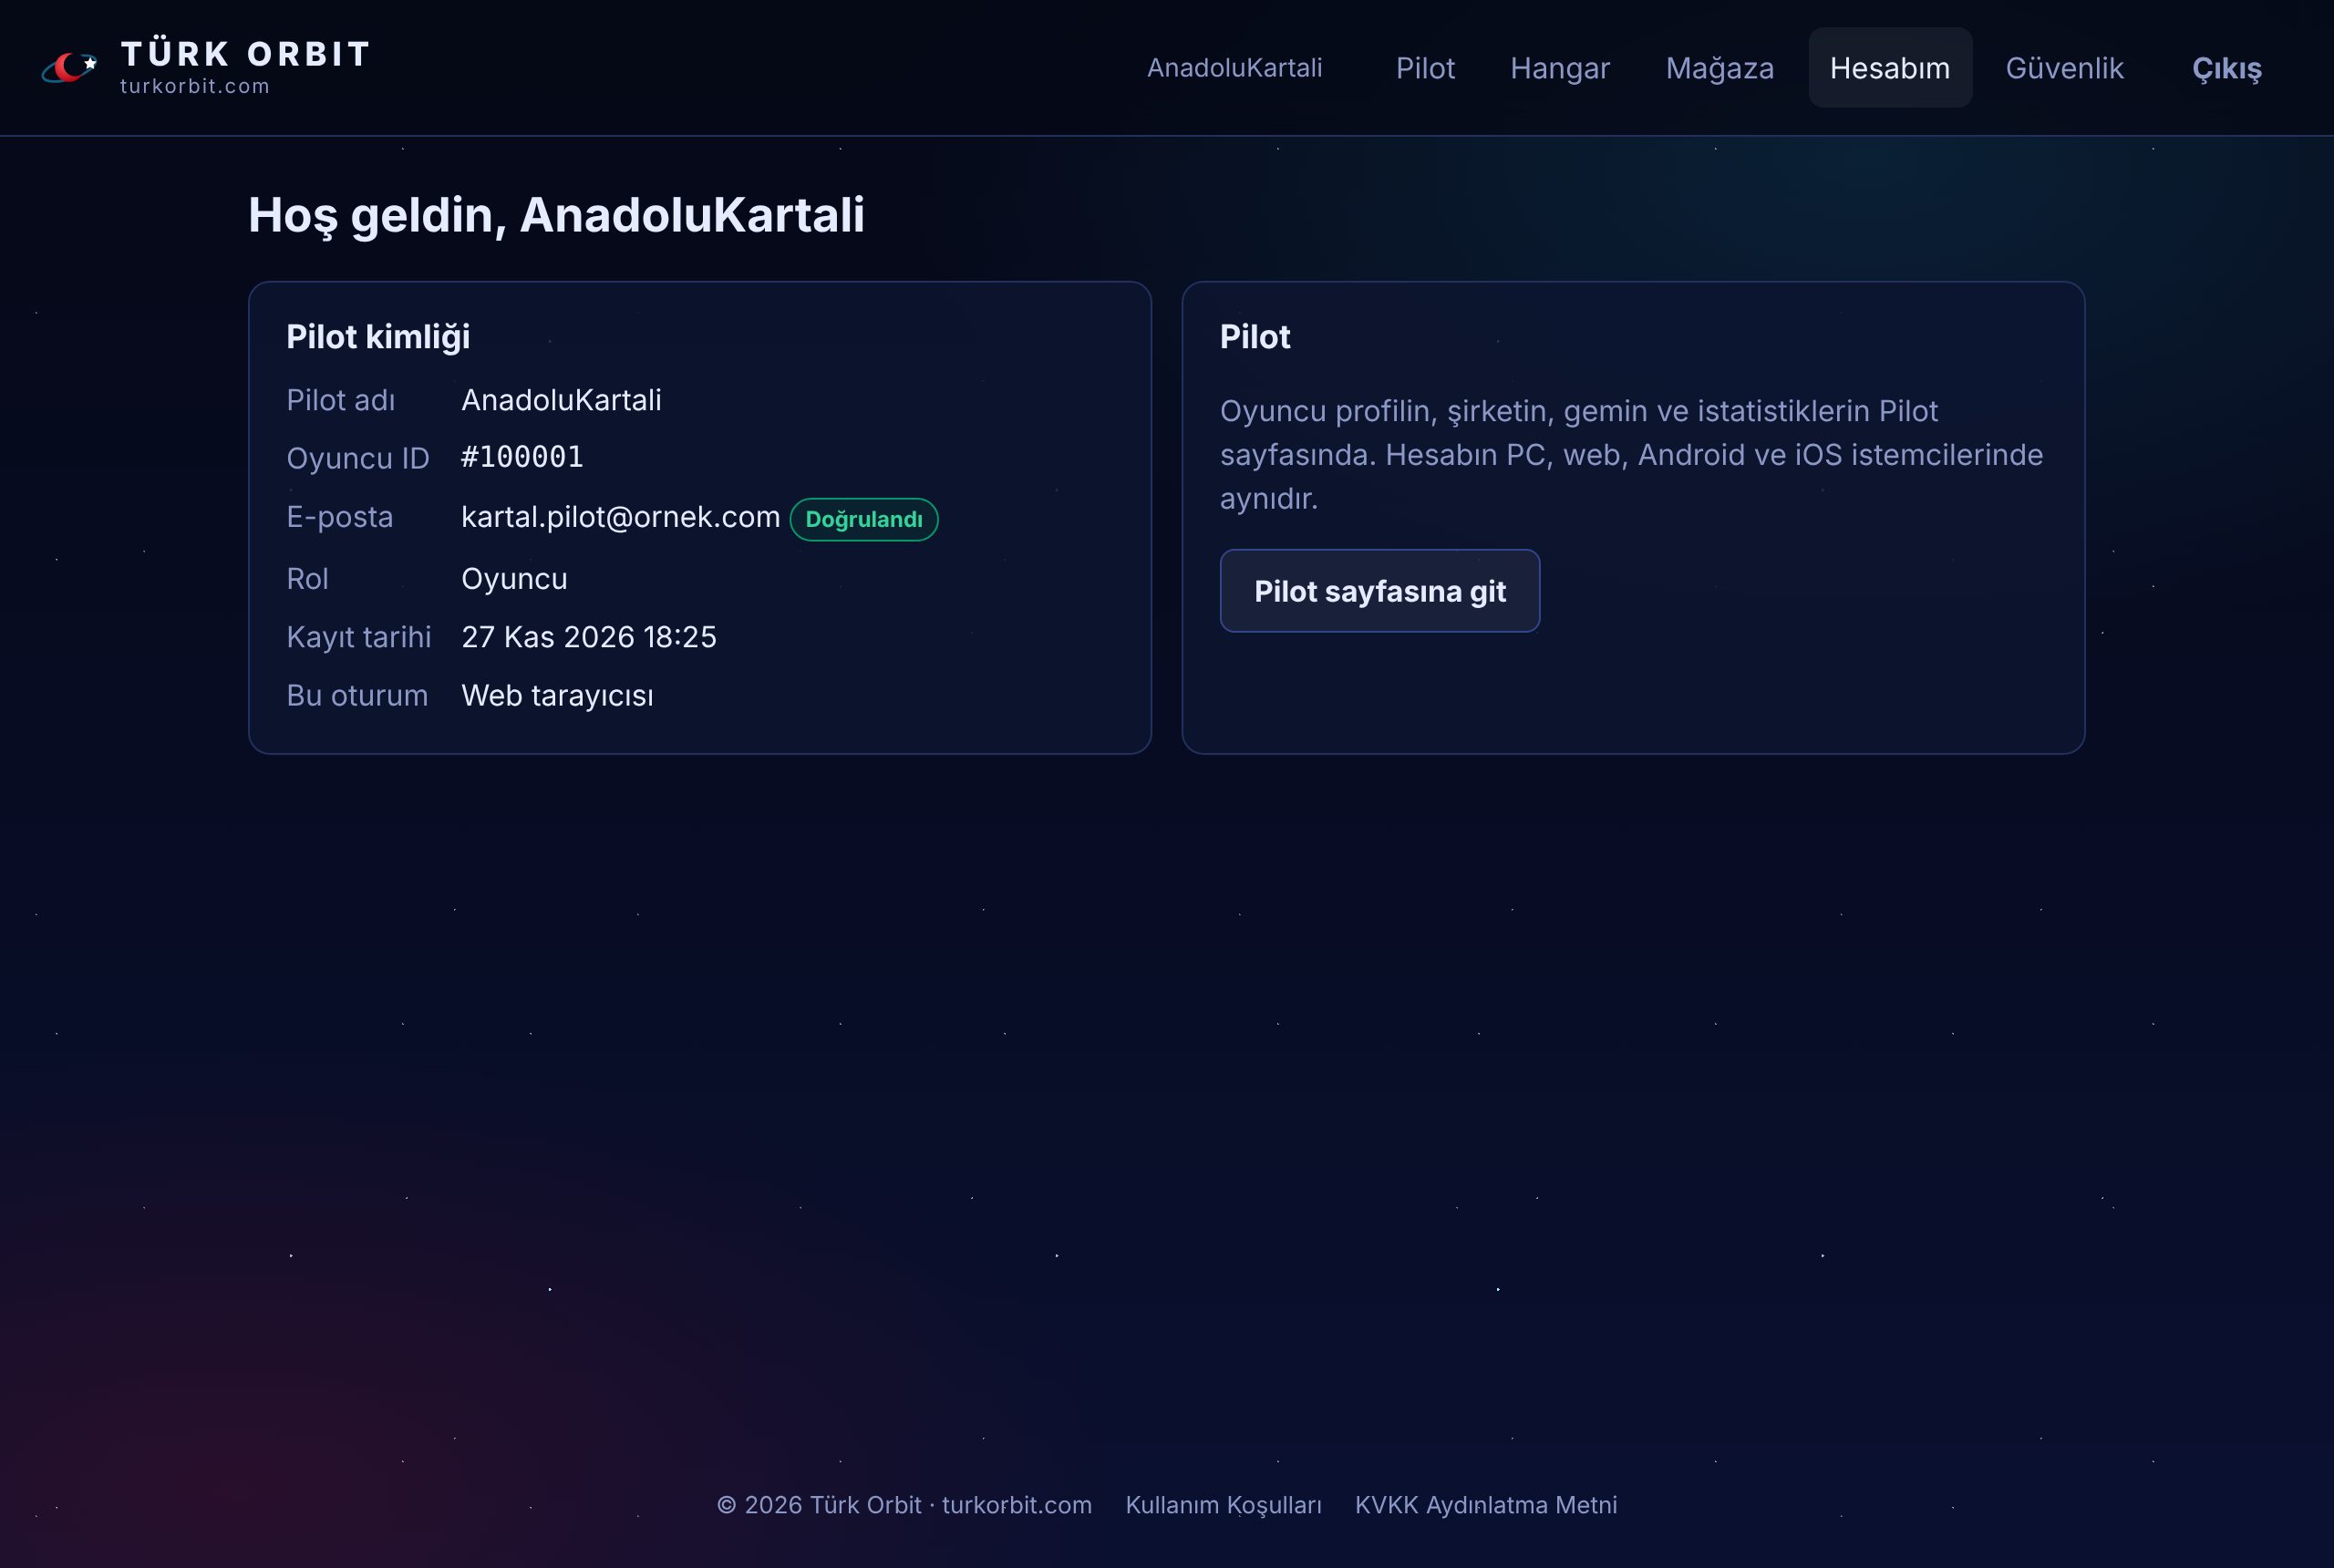 TÜRK ORBIT
turkorbit.com
AnadoluKartali Pilot Hangar Mağaza Hesabım Güvenlik Çıkış
Hoş geldin, AnadoluKartali
Pilot kimliği
Pilot adı AnadoluKartali
Oyuncu ID #100001
E-posta kartal.pilot@ornek.com Doğrulandı
Rol Oyuncu
Kayıt tarihi 27 Kas 2026 18:25
Bu oturum Web tarayıcısı
Pilot
Oyuncu profilin, şirketin, gemin ve istatistiklerin Pilot
sayfasında. Hesabın PC, web, Android ve iOS istemcilerinde
aynıdır.
Pilot sayfasına git
© 2026 Türk Orbit · turkorbit.com Kullanım Koşulları KVKK Aydınlatma Metni